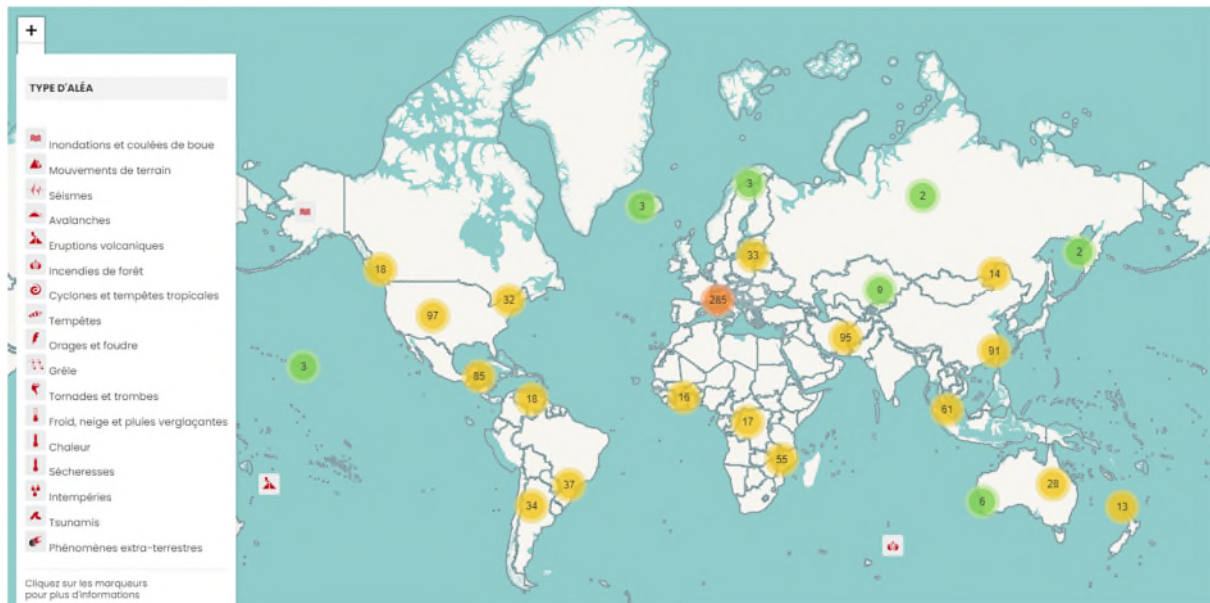 +
TYPE D'ALÉA
Inondations et coulées de boue
Mouvements de terrain
Séismes
Avalanches
Eruptions volcaniques
Incendies de forêt
Cyclones et tempêtes tropicales
Tempêtes
Orages et foudre
Grêle
Tornades et trombes
Froid, neige et pluies verglaçantes
Chaleur
Sécheresses
Intempéries
Tsunamis
Phénomènes extra-terrestres
Cliquez sur les marqueurs
pour plus d'informations
3
2
3
33
2
18
14
9
32
285
97
95
91
3
85
16
18
61
17
55
37
28
6
34
13